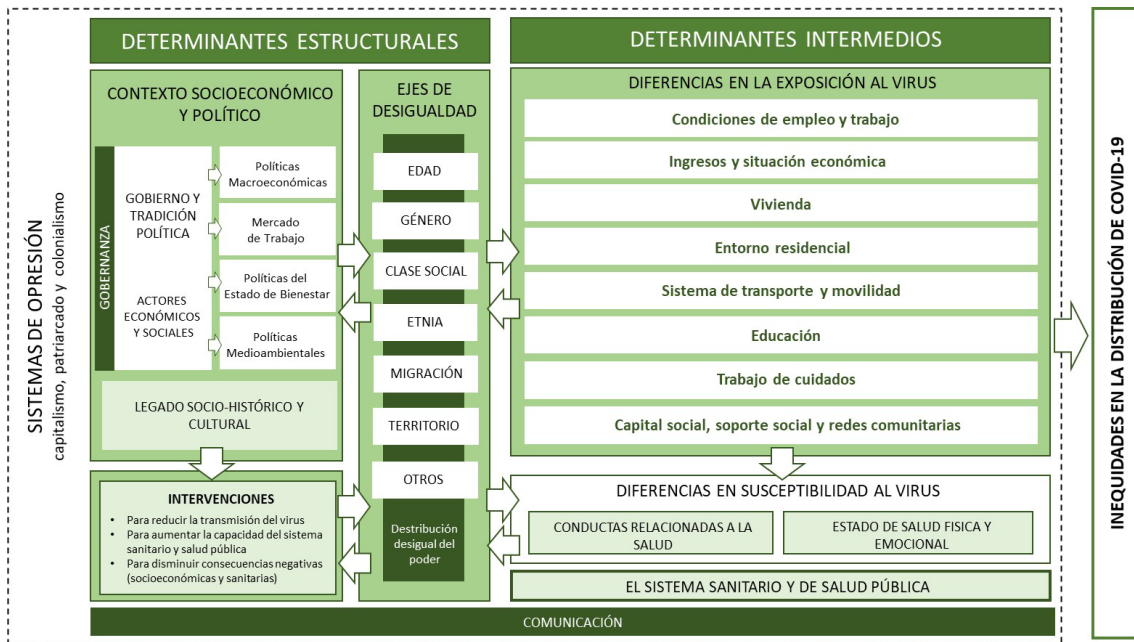 SISTEMAS DE OPRESIÓN
capitalismo, patriarcado y colonialismo
DETERMINANTES ESTRUCTURALES
CONTEXTO SOCIOECONÓMICO
Y POLÍTICO
GOBERNANZA
GOBIERNO Y
TRADICIÓN
POLÍTICA
ACTORES
ECONÓMICOS
Y SOCIALES
Políticas
Macroeconómicas
Mercado
de Trabajo
Políticas del
Estado de Bienestar
Políticas
Medioambientales
LEGADO SOCIO-HISTÓRICO Y
CULTURAL
INTERVENCIONES
• Para reducir la transmisión del virus
• Para aumentar la capacidad del sistema
sanitario y salud pública
• Para disminuir consecuencias negativas
(socioeconómicas y sanitarias)
EJES DE
DESIGUALDAD
EDAD
GÉNERO
CLASE SOCIAL
ETNIA
MIGRACIÓN
TERRITORIO
OTROS
Destribución
desigual del
poder
DETERMINANTES INTERMEDIOS
DIFERENCIAS EN LA EXPOSICIÓN AL VIRUS
Condiciones de empleo y trabajo
Ingresos y situación económica
Vivienda
Entorno residencial
Sistema de transporte y movilidad
Educación
Trabajo de cuidados
Capital social, soporte social y redes comunitarias
DIFERENCIAS EN SUSCEPTIBILIDAD AL VIRUS
CONDUCTAS RELACIONADAS A LA
SALUD
ESTADO DE SALUD FISICA Y
EMOCIONAL
EL SISTEMA SANITARIO Y DE SALUD PÚBLICA
COMUNICACIÓN
INEQUIDADES EN LA DISTRIBUCIÓN DE COVID-19